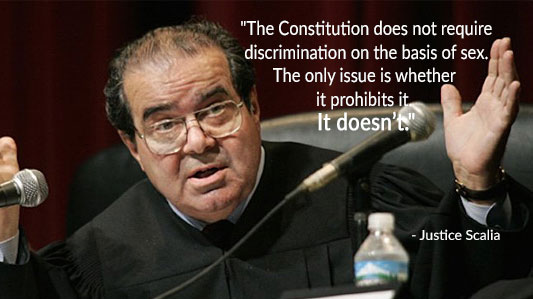 "The Constitution does not require
discrimination on the basis of sex.
The only issue is whether
it prohibits it
It doesn't."
- Justice Scalia